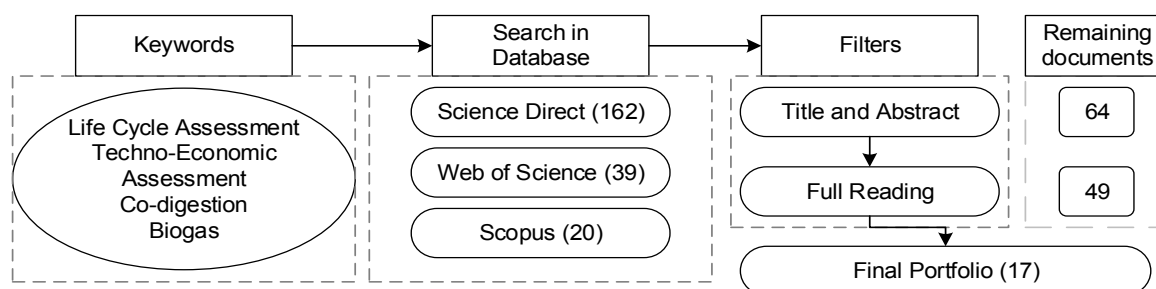 Keywords
Search in
Database
Filters
Remaining
documents
Life Cycle Assessment
Techno-Economic
Assessment
Co-digestion
Biogas
Science Direct (162)
Web of Science (39)
Scopus (20)
Title and Abstract
Full Reading
64
49
Final Portfolio (17)